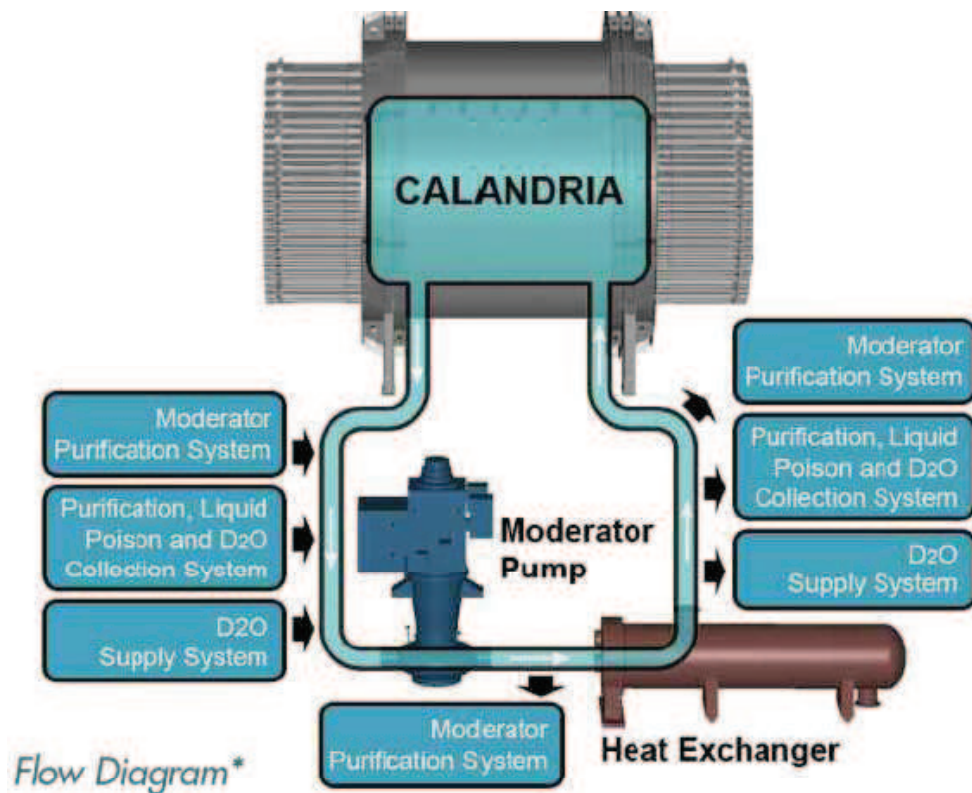 CALANDRIA
Moderator
Purification System
Purification, Liquid
Poison and D2O
Collection System
D2O
Supply System
Moderator
Pump
Moderator
Purification System
Purification, Liquid
Poison and D2O
Collection System
D2O
Supply System
Moderator
Purification System
Heat Exchanger
Flow Diagram*